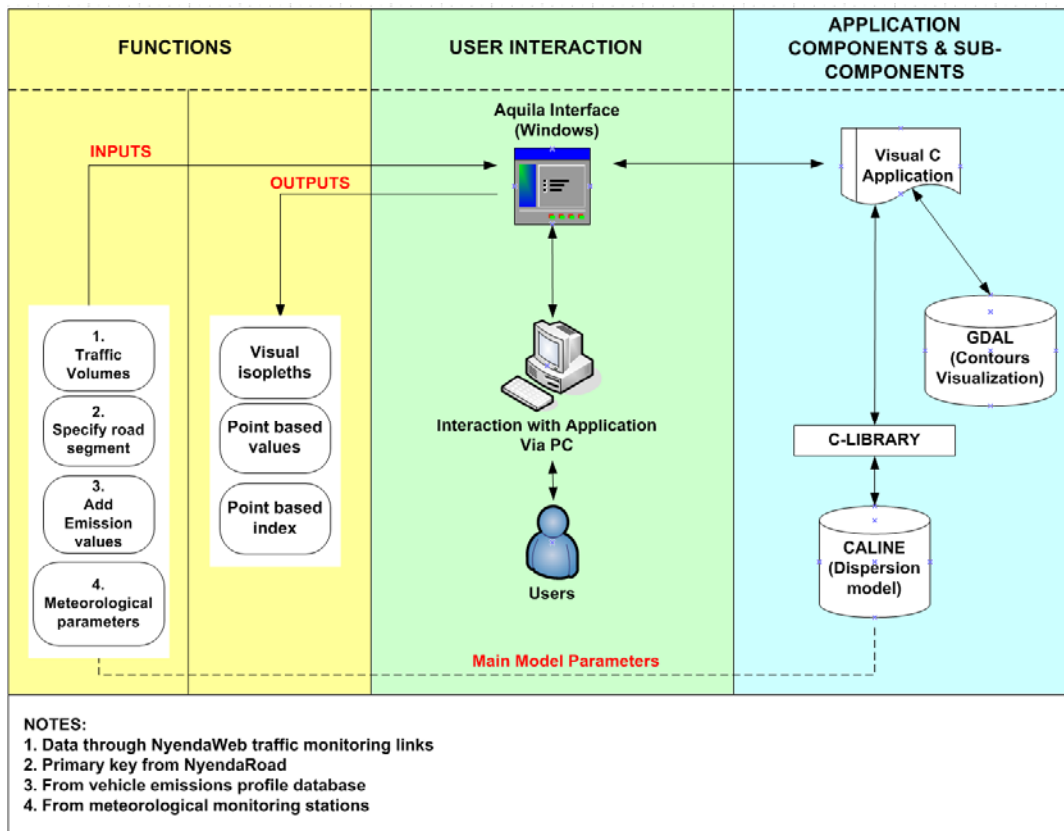 FUNCTIONS
USER INTERACTION
APPLICATION
COMPONENTS & SUB-
COMPONENTS
INPUTS
OUTPUTS
1.
Traffic
Volumes
2.
Specify road
segment
3.
Add
Emission
values
4.
Meteorological
parameters
Visual
isopleths
Point based
values
Point based
index
Aquila Interface
(Windows)
Interaction with Application
Via PC
Users
Visual C
Application
GDAL
(Contours
Visualization)
C-LIBRARY
CALINE
(Dispersion
model)
Main Model Parameters
NOTES:
1. Data through NyendaWeb traffic monitoring links
2. Primary key from NyendaRoad
3. From vehicle emissions profile database
4. From meteorological monitoring stations